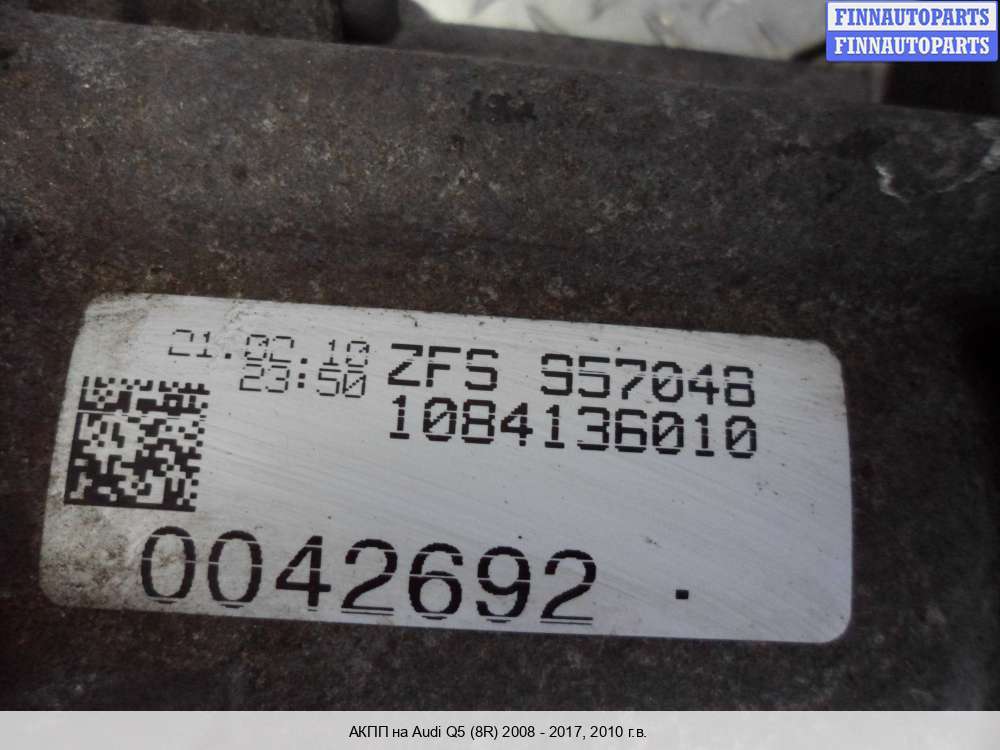 FINNAUTOPARTS
FINNAUTOPARTS
21.02.10
23:50
ZFS 957048
1084136010
0042692 .
АКПП на Audi Q5 (8R) 2008 - 2017, 2010 г.в.